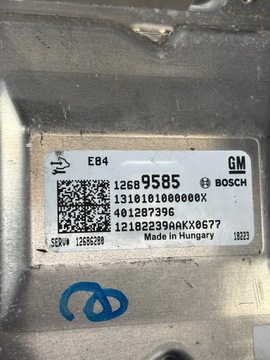 E84
GM
12689585
BOSCH
1310101000000X
401287396
12182239AAKX0677
Made in Hungary
SERV# 12686280
18223